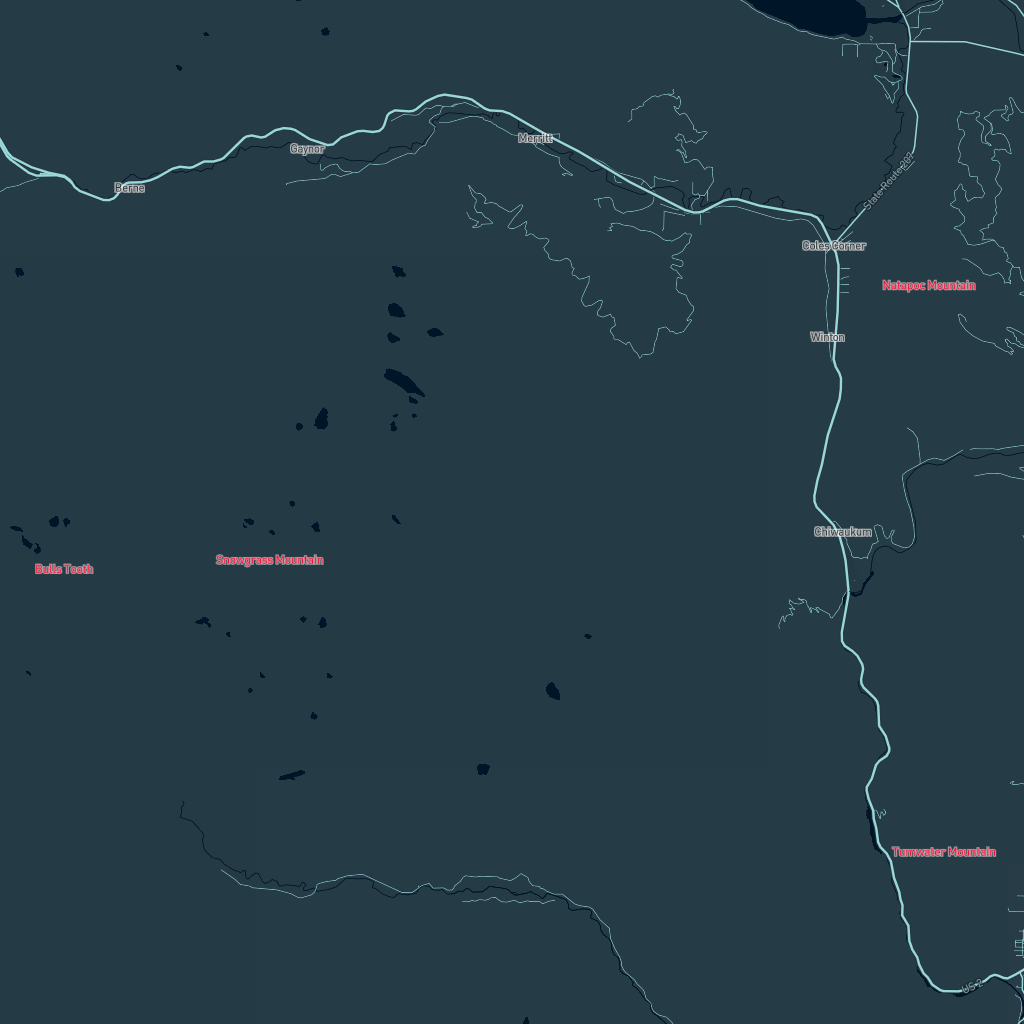 Merritt
Gaynor
Berne
State Route 207
Coles Corner
Natapoc Mountain
Winton
Chiwaukum
Snowgrass Mountain
Bulls Tooth
Tumwater Mountain
US 2